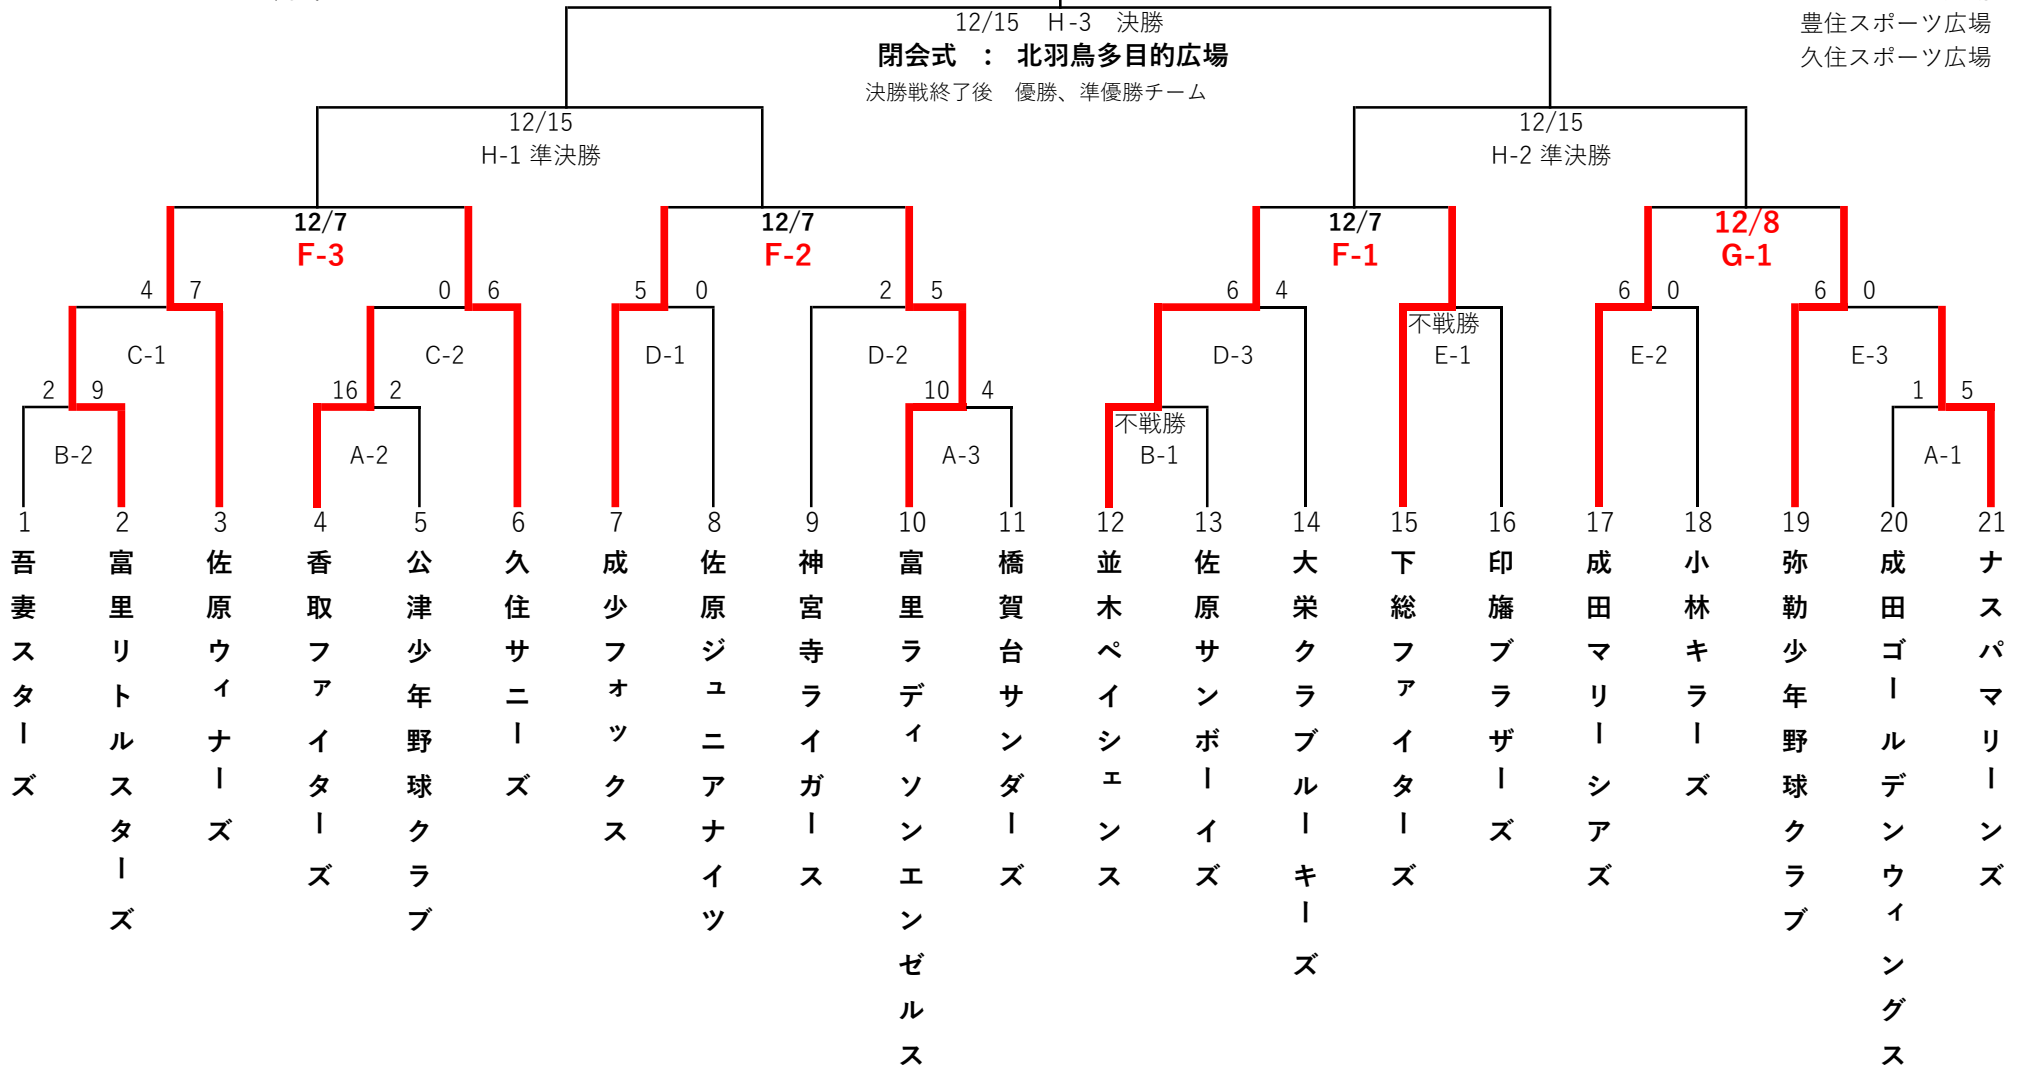 12/15 H-3 決勝
豊住スポーツ広場
閉会式 ： 北羽鳥多目的広場
久住スポーツ広場
決勝戦終了後 優勝、準優勝チーム
12/15
H-1 準決勝
12/15
H-2 準決勝
12/7
F-3
12/7
F-2
12/7
F-1
12/8
G-1
4 7
0 6
5 0
2 5
6 4
不戦勝
6 0
6 0
C-1
C-2
D-1
D-2
D-3
E-1
E-2
E-3
2 9
16 2
10 4
不戦勝
1 5
B-2
A-2
A-3
B-1
A-1
1
2
3
4
5
6
7
8
9
10
11
12
13
14
15
16
17
18
19
20
21
吾妻スターズ
富里リトルスターズ
佐原ウィナーズ
香取ファイターズ
公津少年野球クラブ
久住サニーズ
成少フォックス
佐原ジュニアナイツ
神宮寺ライガース
富里ラディソンエンゼルス
橋賀台サンダーズ
並木ペイシェンス
佐原サンボーイズ
大栄クラブルーキーズ
下総ファイターズ
印旛ブラザーズ
成田マリーシアズ
小林キラーズ
弥勒少年野球クラブ
成田ゴールデンウィングス
ナスパマリーンズ